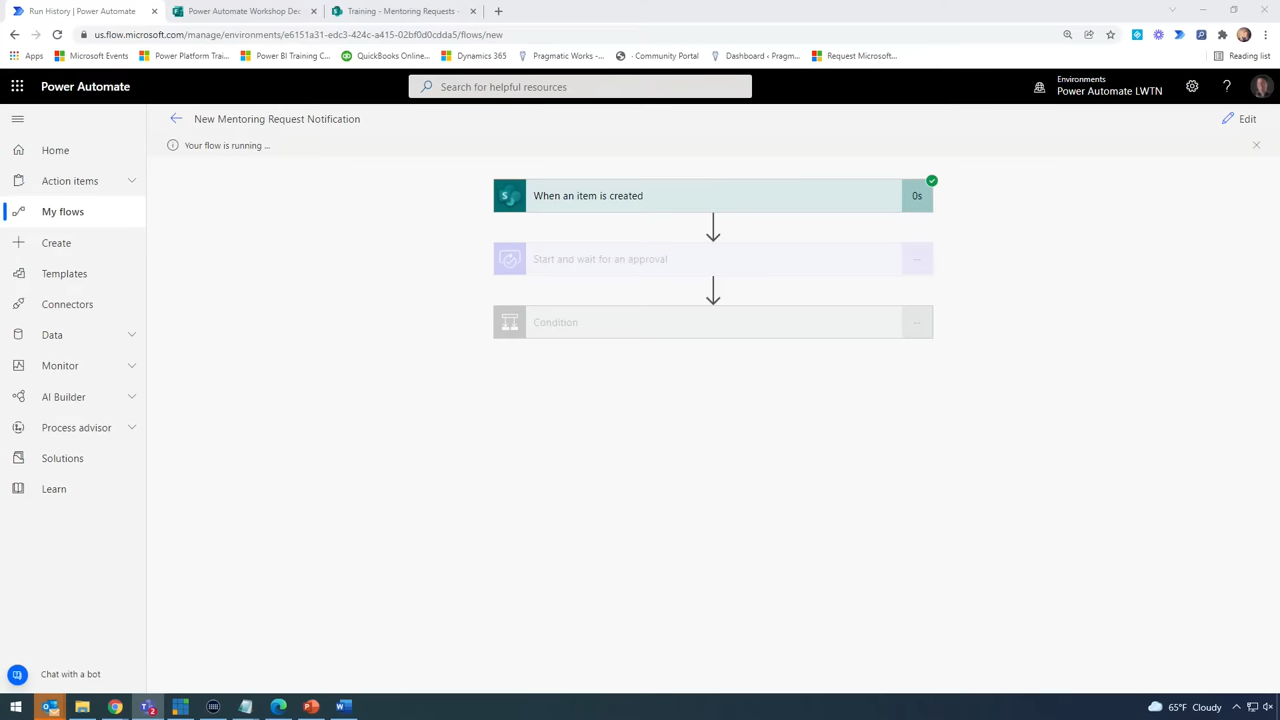 Run History | Power Automate
Power Automate Workshop Dec
Training - Mentoring Requests -
us.flow.microsoft.com/manage/environments/e6151a31-edc3-424c-a415-02bf0d0cdda5/flows/new
Apps
Microsoft Events
Power Platform Trai...
Power BI Training C...
QuickBooks Online...
Dynamics 365
Pragmatic Works -...
· Community Portal
Dashboard ‹ Pragm...
Request Microsoft...
Reading list
Power Automate
Search for helpful resources
Environments
Power Automate LWTN
New Mentoring Request Notification
Edit
Your flow is running ...
Home
Action items
My flows
Create
Templates
Connectors
Data
Monitor
AI Builder
Process advisor
Solutions
Learn
When an item is created
0s
Start and wait for an approval
--
Condition
--
Chat with a bot
65°F Cloudy